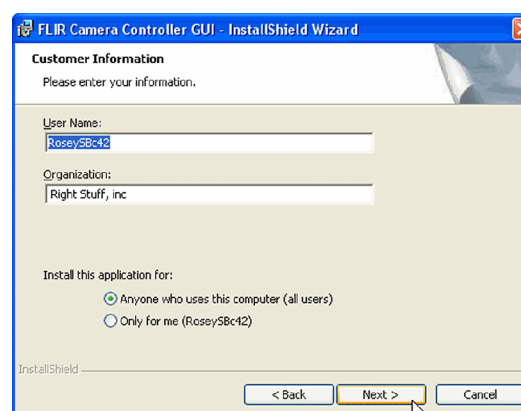 FLIR Camera Controller GUI - InstallShield Wizard
Customer Information
Please enter your information.
User Name:
RoseySBc42
Organization:
Right Stuff, inc
Install this application for:
Anyone who uses this computer (all users)
Only for me (RoseySBc42)
InstallShield
< Back Next > Cancel